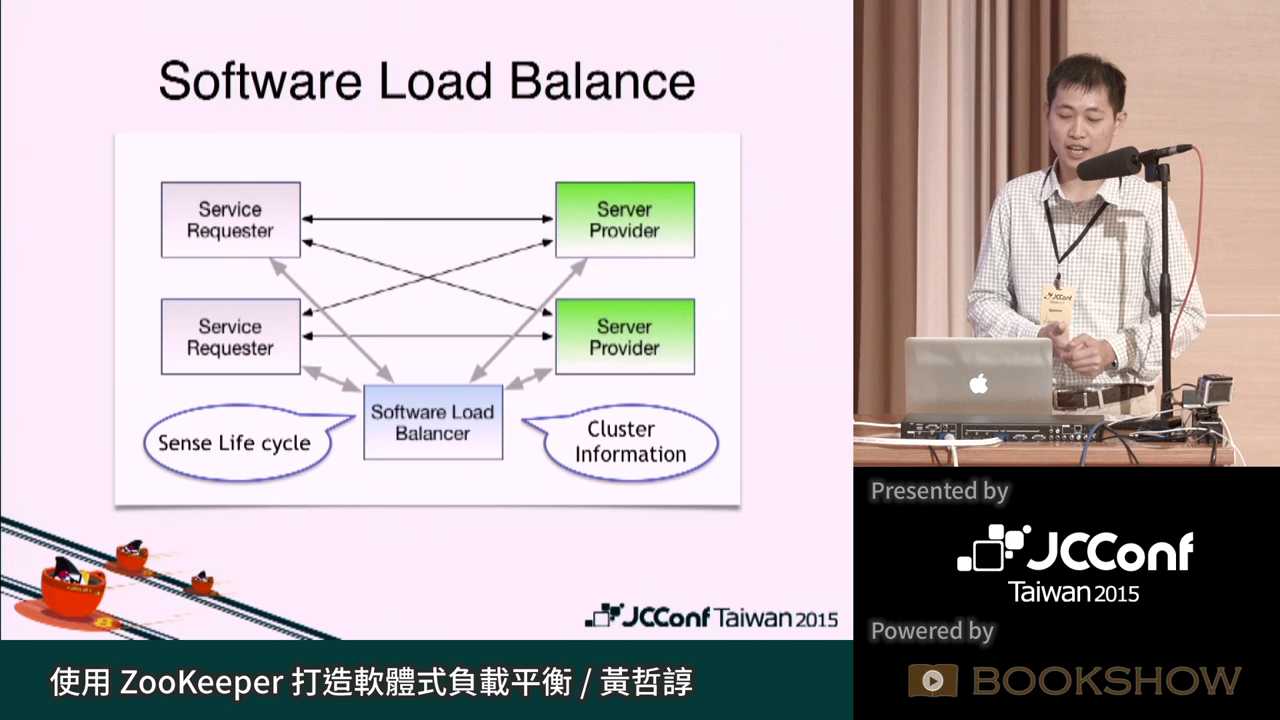 Software Load Balance
Service
Requester
Server
Provider
Service
Requester
Server
Provider
Software Load
Balancer
Sense Life cycle
Cluster
Information
JCConf Taiwan 2015
使用 ZooKeeper 打造軟體式負載平衡 / 黃哲諄
JCConf
Presented by
JCConf
Taiwan 2015
Powered by
BOOKSHOW